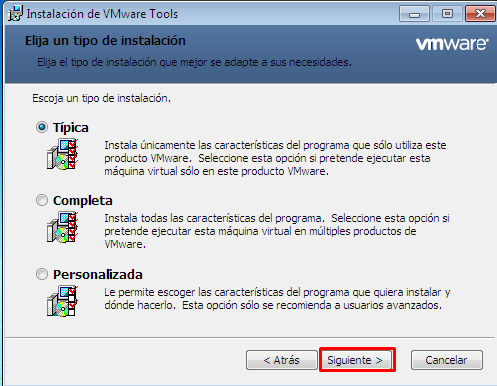 Instalación de VMware Tools
Elija un tipo de instalación
vmware
Elija el tipo de instalación que mejor se adapte a sus necesidades.
Escoja un tipo de instalación.
Típica
Instala únicamente las características del programa que sólo utiliza este
producto VMware. Seleccione esta opción si pretende ejecutar esta
máquina virtual sólo en este producto VMware.
Completa
Instala todas las características del programa. Seleccione esta opción si
pretende ejecutar esta máquina virtual en múltiples productos de
VMware.
Personalizada
Le permite escoger las características del programa que quiera instalar y
dónde hacerlo. Esta opción sólo se recomienda a usuarios avanzados.
< Atrás
Siguiente >
Cancelar